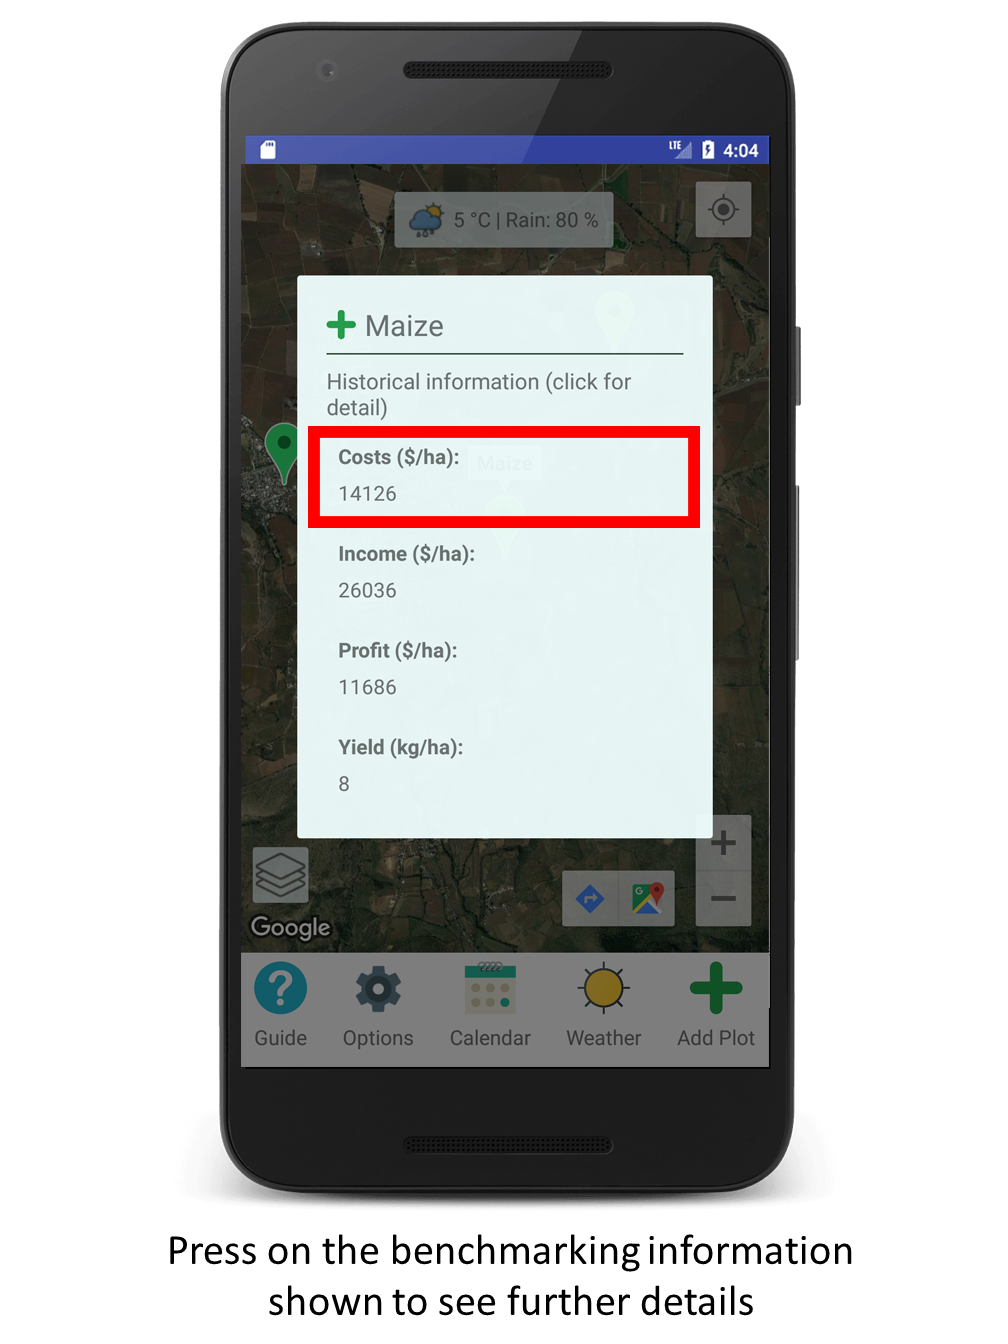 LTE 4:04
5 °C | Rain: 80 %
Maize
Historical information (click for
detail)
Costs ($/ha):
Maize
14126
Income ($/ha):
26036
Profit ($/ha):
11686
Yield (kg/ha):
8
G
Google
Guide Options Calendar Weather Add Plot
Press on the benchmarking information
shown to see further details